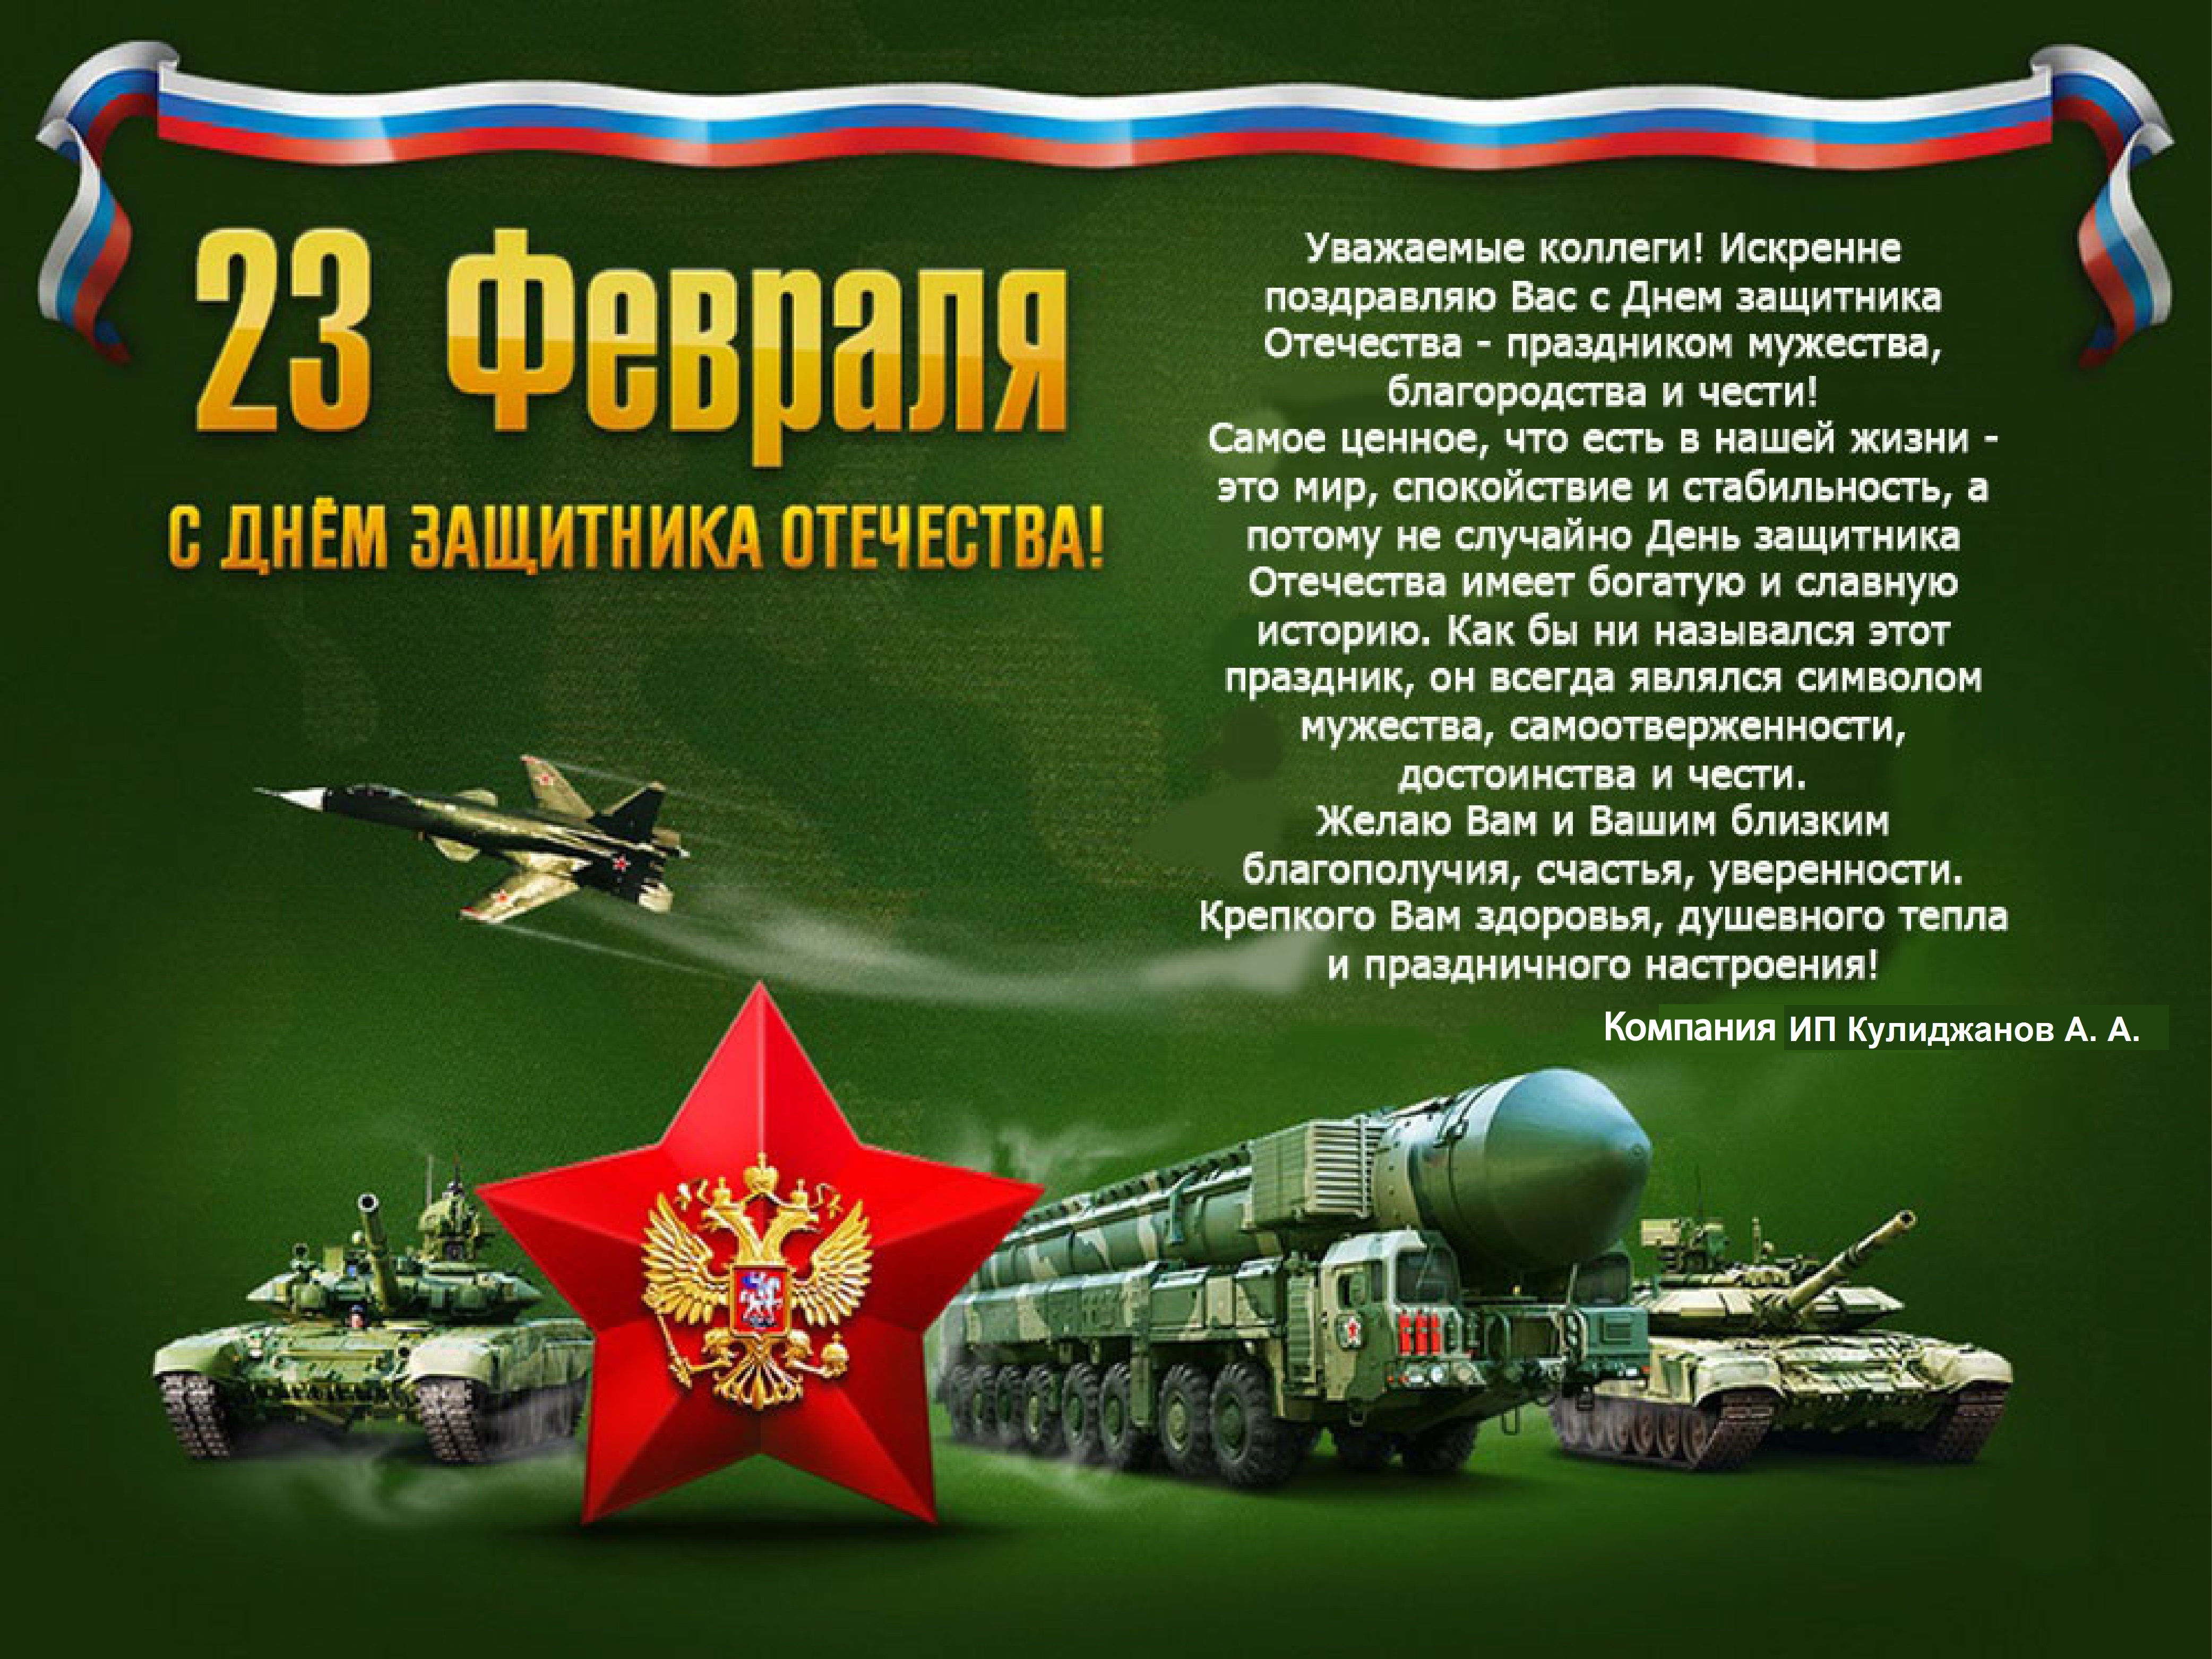 23 Февраля
С ДНЁМ ЗАЩИТНИКА ОТЕЧЕСТВА!
Уважаемые коллеги! Искренне
поздравляю Вас с Днем защитника
Отечества - праздником мужества,
благородства и чести!
Самое ценное, что есть в нашей жизни -
это мир, спокойствие и стабильность, а
потому не случайно День защитника
Отечества имеет богатую и славную
историю. Как бы ни назывался этот
праздник, он всегда являлся символом
мужества, самоотверженности,
достоинства и чести.
Желаю Вам и Вашим близким
благополучия, счастья, уверенности.
Крепкого Вам здоровья, душевного тепла
и праздничного настроения!
Компания ИП Кулиджанов А. А.